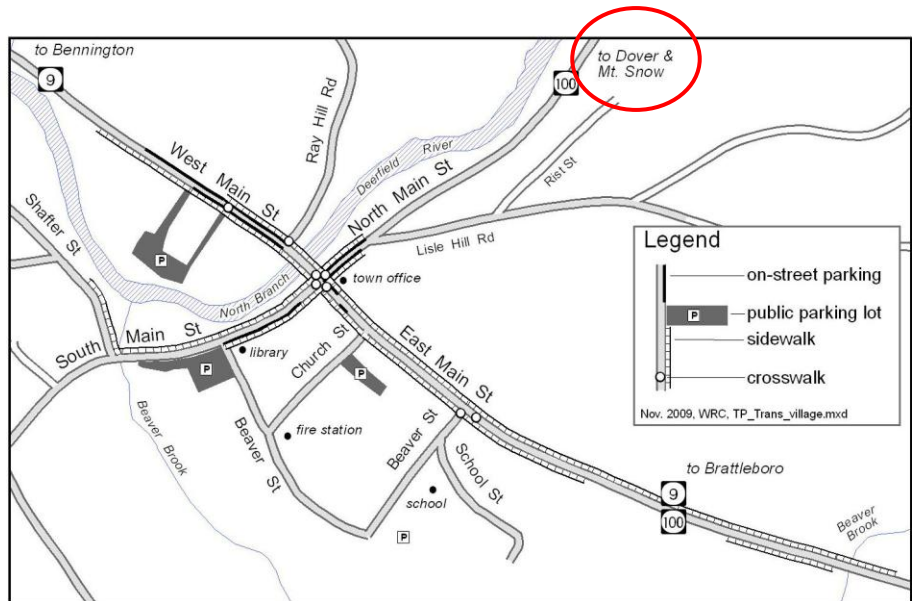 to Bennington
9
to Dover &
Mt. Snow
100
Ray Hill Rd
Deerfield River
West Main St
North Main St
Rist St
Shafter St
P
Lisle Hill Rd
town office
North Branch
South Main St
library
P
Church St
P
East Main St
fire station
Beaver St
Beaver St
School St
school
P
Beaver Brook
to Brattleboro
9
100
Beaver
Brook
Legend
on-street parking
P
public parking lot
sidewalk
crosswalk
Nov. 2009, WRC, TP_Trans_village.mxd